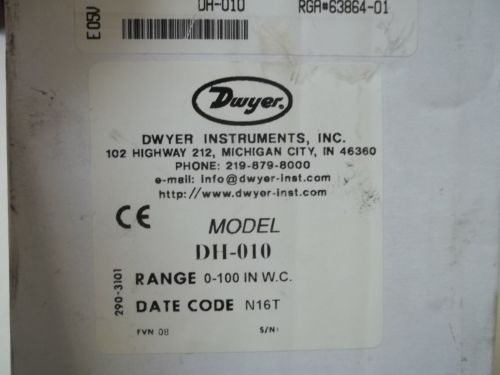 DH-010
RGA#63864-01
E05V
Dwyer®
DWYER INSTRUMENTS, INC.
102 HIGHWAY 212, MICHIGAN CITY, IN 46360
PHONE: 219-879-8000
e-mail: info@dwyer-inst.com
http://www.dwyer-inst.com
CE
MODEL
DH-010
RANGE 0-100 IN W.C.
DATE CODE N16T
290-3101
FVN 08 S/N: